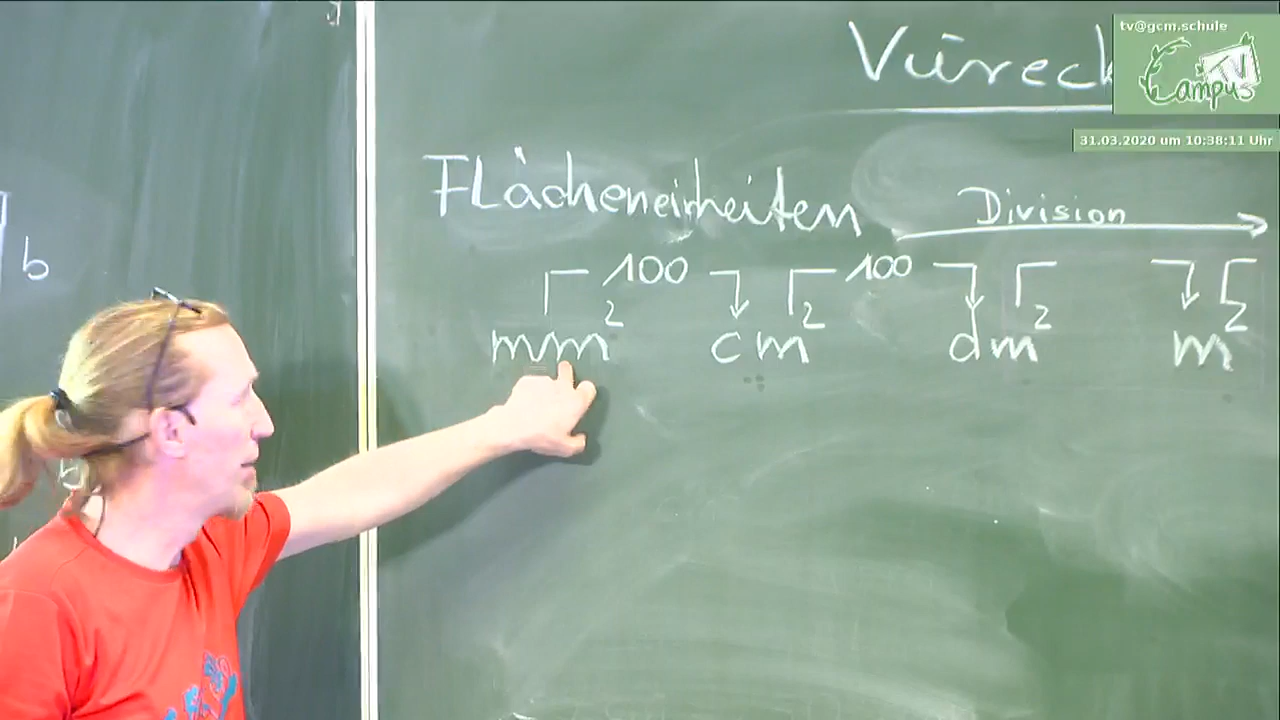 tv@gcm.schule
Campus TV
31.03.2020 um 10:38:11 Uhr
Flächeneinheiten
Division
100 100
mm² cm² dm² m²
b